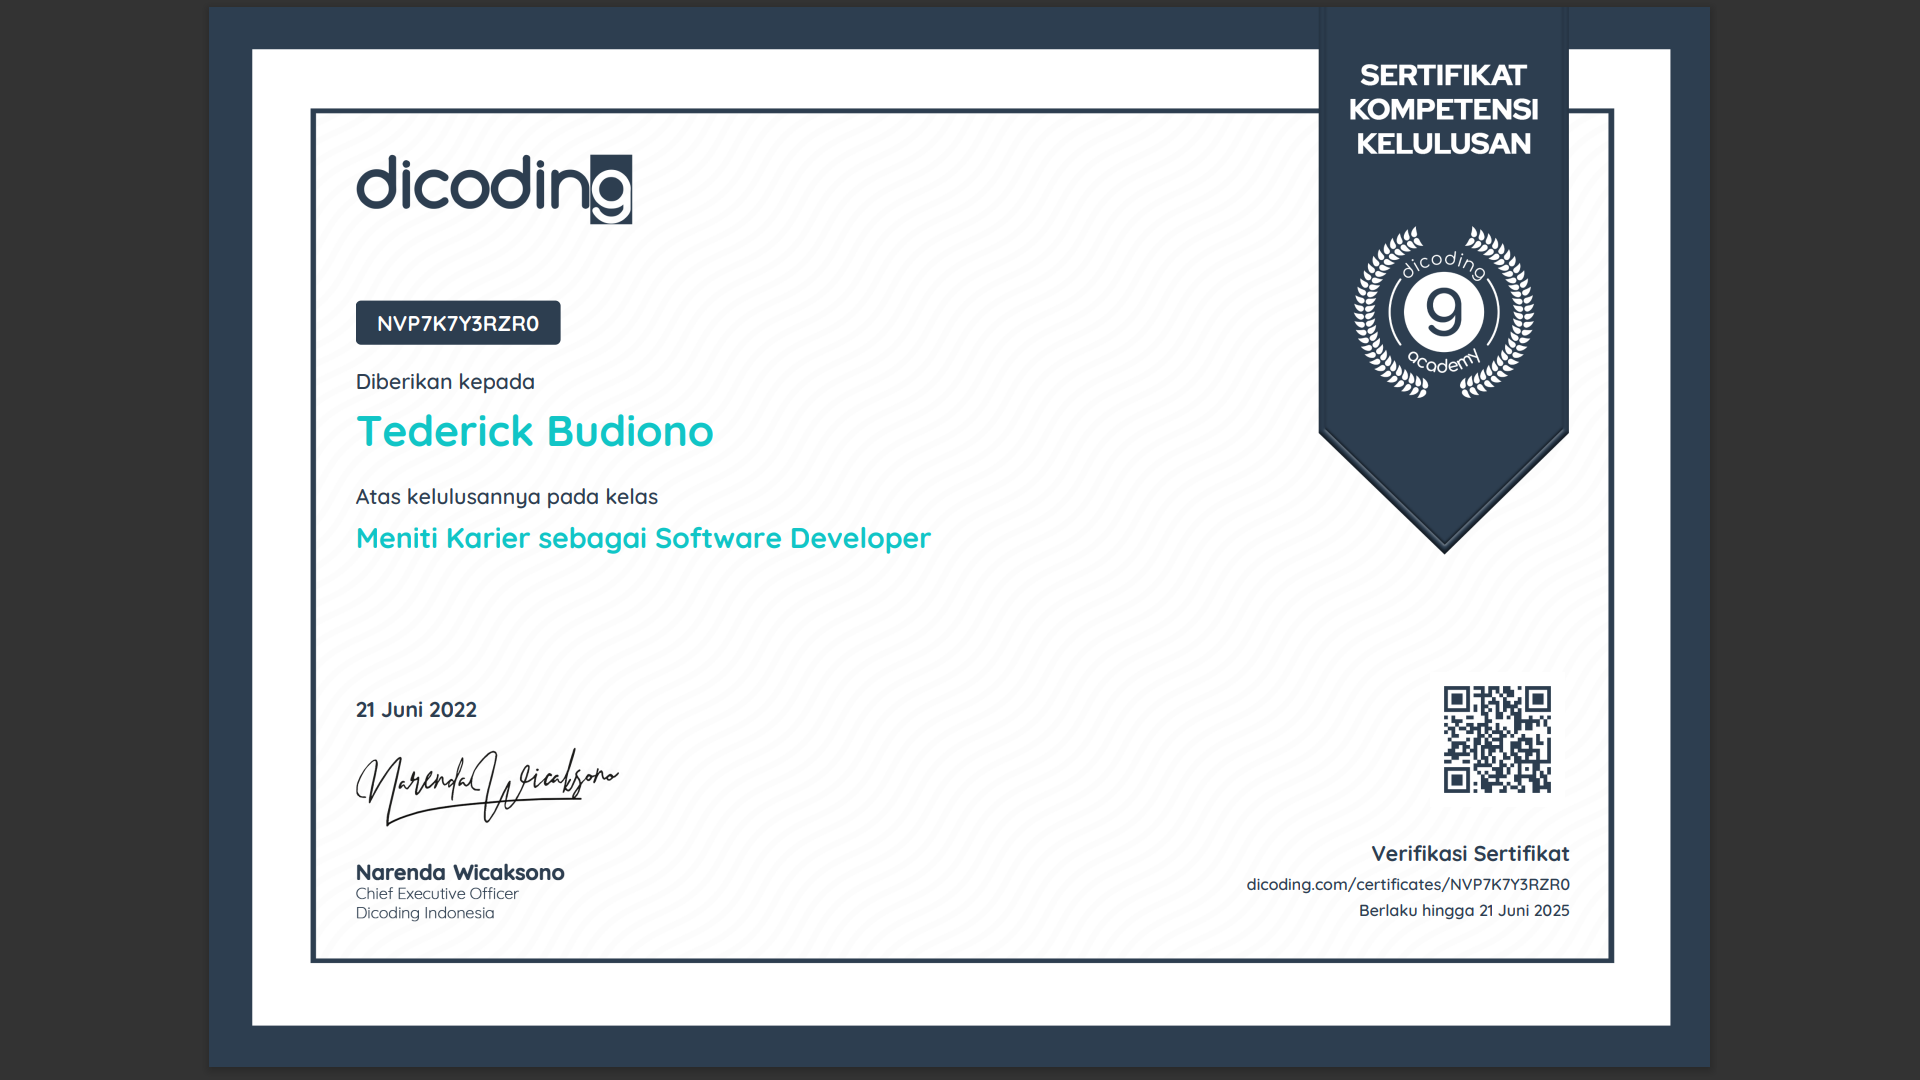 SERTIFIKAT
KOMPETENSI
KELULUSAN
dicoding
dicoding
g
academy
NVP7K7Y3RZR0
Diberikan kepada
Tederick Budiono
Atas kelulusannya pada kelas
Meniti Karier sebagai Software Developer
21 Juni 2022
Narenda Wicaksono
Narenda Wicaksono
Chief Executive Officer
Dicoding Indonesia
Verifikasi Sertifikat
dicoding.com/certificates/NVP7K7Y3RZR0
Berlaku hingga 21 Juni 2025